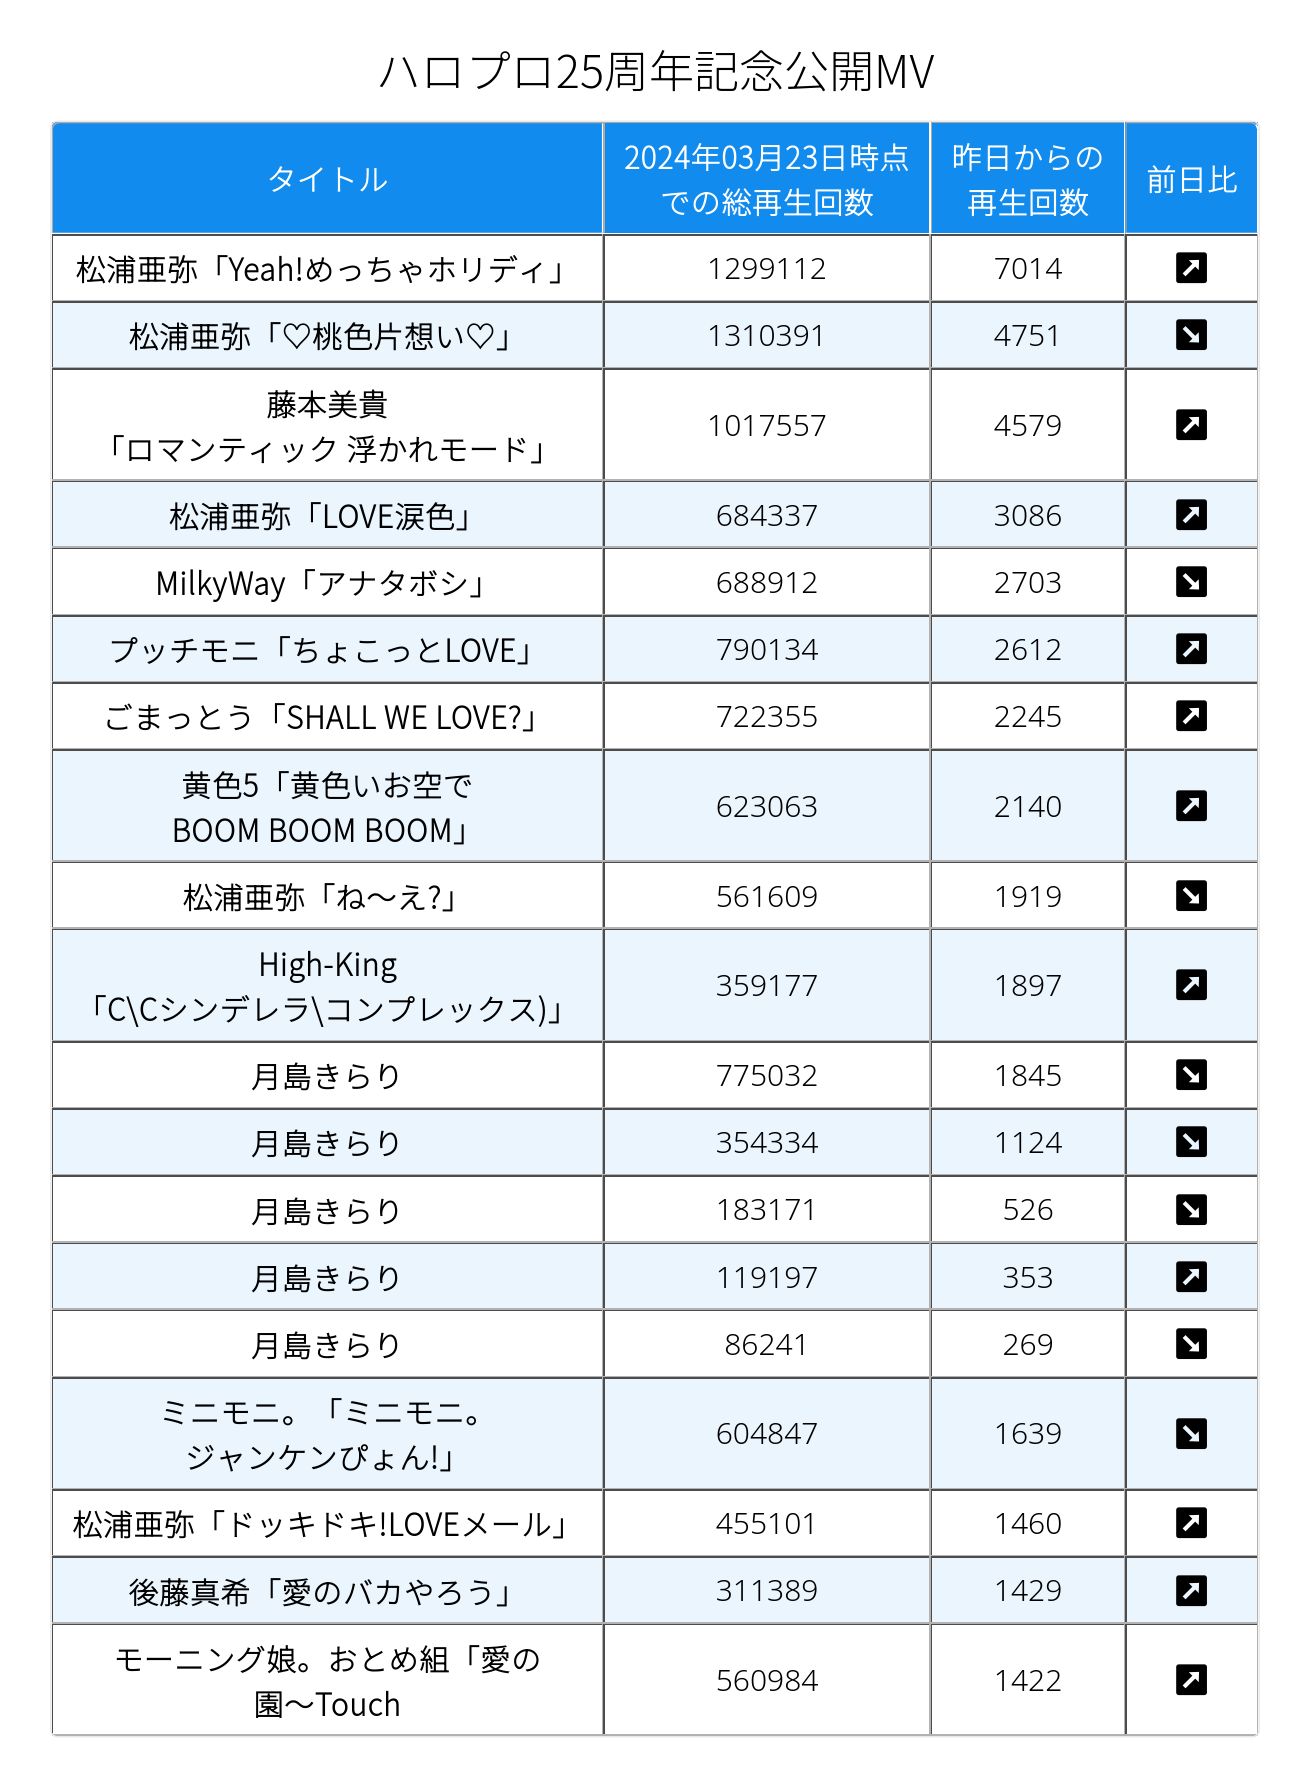 ハロプロ25周年記念公開MV
タイトル
2024年03月23日時点
での総再生回数
昨日からの
再生回数
前日比
松浦亜弥「Yeah!めっちゃホリディ」 1299112 7014 ↗
松浦亜弥「♡桃色片想い♡」 1310391 4751 ↘
藤本美貴
「ロマンティック 浮かれモード」 1017557 4579 ↗
松浦亜弥「LOVE涙色」 684337 3086 ↗
MilkyWay「アナタボシ」 688912 2703 ↘
プッチモニ「ちょこっとLOVE」 790134 2612 ↗
ごまっとう「SHALL WE LOVE?」 722355 2245 ↗
黄色5「黄色いお空で
BOOM BOOM BOOM」 623063 2140 ↗
松浦亜弥「ね〜え?」 561609 1919 ↘
High-King
「C\Cシンデレラ\コンプレックス)」 359177 1897 ↗
月島きらり 775032 1845 ↘
月島きらり 354334 1124 ↘
月島きらり 183171 526 ↘
月島きらり 119197 353 ↗
月島きらり 86241 269 ↘
ミニモニ。「ミニモニ。
ジャンケンぴょん!」 604847 1639 ↘
松浦亜弥「ドッキドキ!LOVEメール」 455101 1460 ↗
後藤真希「愛のバカやろう」 311389 1429 ↗
モーニング娘。おとめ組「愛の
園〜Touch 560984 1422 ↗